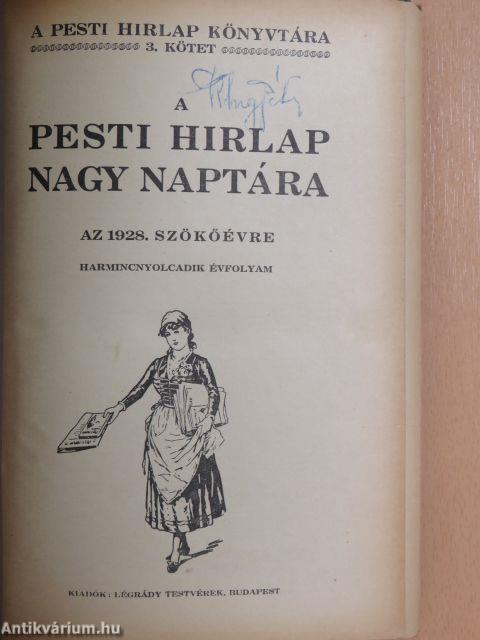 A PESTI HIRLAP KÖNYVTÁRA
3. KÖTET
A
PESTI HIRLAP
NAGY NAPTÁRA
AZ 1928. SZÖKŐÉVRE
HARMINCNYOLCADIK ÉVFOLYAM
KIADÓK: LÉGRÁDY TESTVÉREK, BUDAPEST
Antikvárium.hu